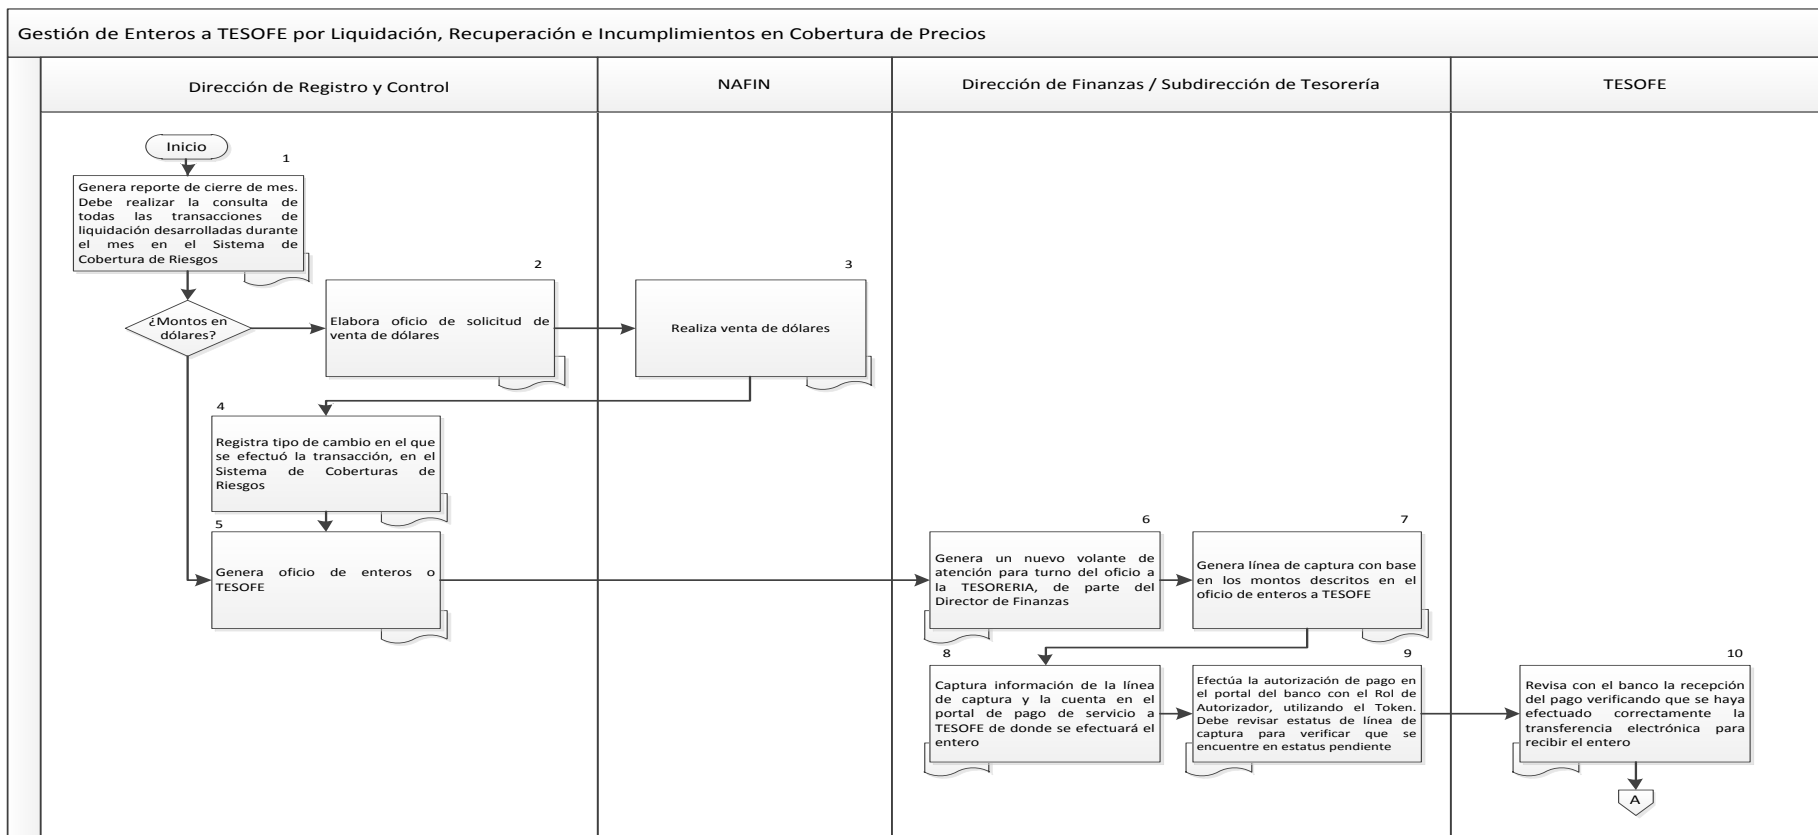 Gestión de Enteros a TESOFE por Liquidación, Recuperación e Incumplimientos en Cobertura de Precios
Dirección de Registro y Control
NAFIN
Dirección de Finanzas / Subdirección de Tesorería
TESOFE
Inicio
1
Genera reporte de cierre de mes.
Debe realizar la consulta de
todas las transacciones de
liquidación desarrolladas durante
el mes en el Sistema de
Cobertura de Riesgos
¿Montos en
dólares?
2
Elabora oficio de solicitud de
venta de dólares
3
Realiza venta de dólares
4
Registra tipo de cambio en el que
se efectuó la transacción, en el
Sistema de Coberturas de
Riesgos
5
Genera oficio de enteros o
TESOFE
6
Genera un nuevo volante de
atención para turno del oficio a
la TESORERIA, de parte del
Director de Finanzas
7
Genera línea de captura con base
en los montos descritos en el
oficio de enteros a TESOFE
8
Captura información de la línea
de captura y la cuenta en el
portal de pago de servicio a
TESOFE de donde se efectuará el
entero
9
Efectúa la autorización de pago en
el portal del banco con el Rol de
Autorizador, utilizando el Token.
Debe revisar estatus de línea de
captura para verificar que se
encuentre en estatus pendiente
10
Revisa con el banco la recepción
del pago verificando que se haya
efectuado correctamente la
transferencia electrónica para
recibir el entero
A